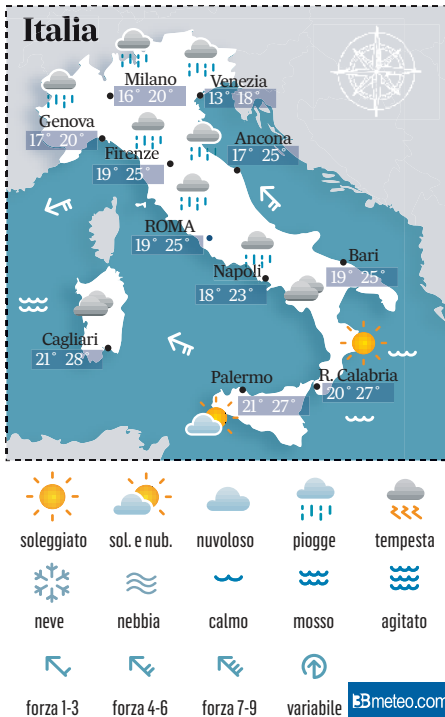 Italia
Milano
16° 20°
Venezia
13° 18°
Genova
17° 20°
Firenze
19° 25°
Ancona
17° 25°
ROMA
19° 25°
Napoli
18° 23°
Bari
19° 25°
Cagliari
21° 28°
Palermo
21° 27°
R. Calabria
20° 27°
soleggiato sol. e nub. nuvoloso piogge tempesta
neve nebbia calmo mosso agitato
forza 1-3 forza 4-6 forza 7-9 variabile
3Bmeteo.com